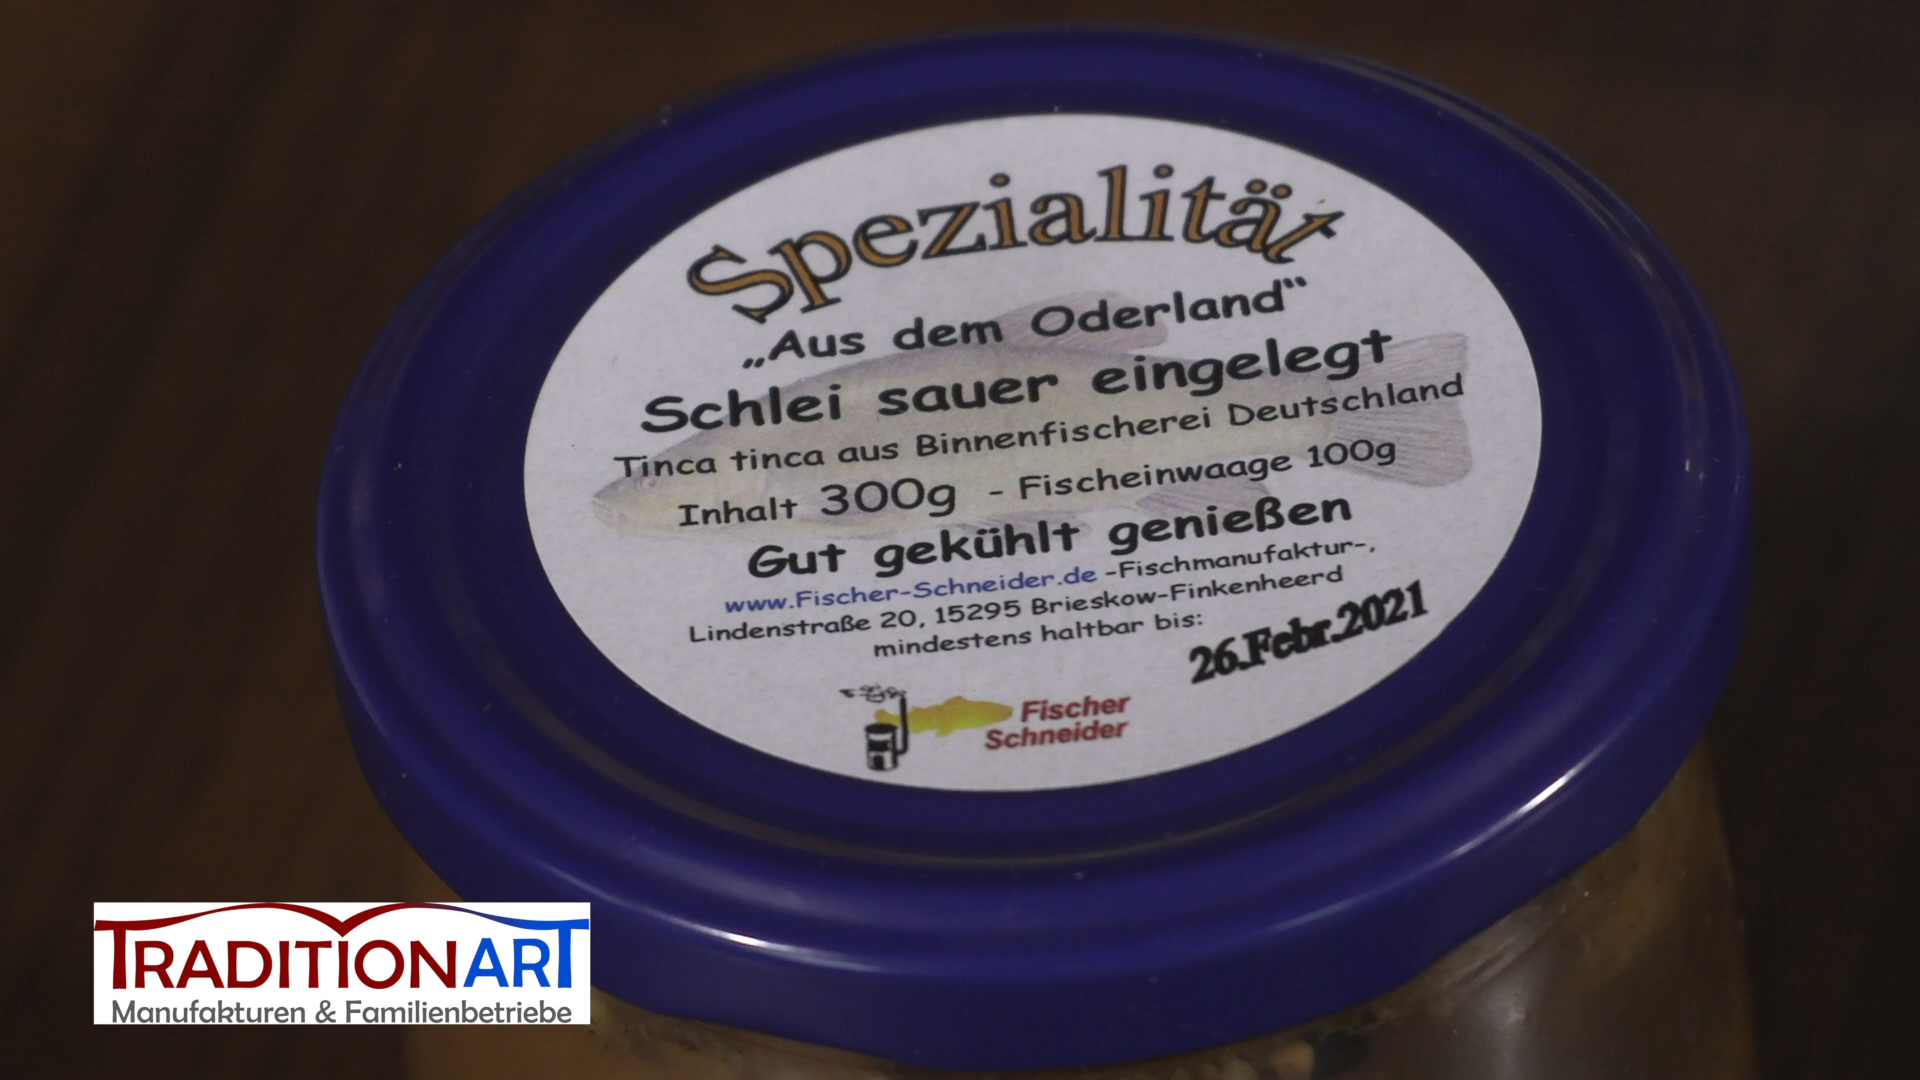 Spezialität
„Aus dem Oderland“
Schlei sauer eingelegt
Tinca tinca aus Binnenfischerei Deutschland
Inhalt 300g - Fischeinwaage 100g
Gut gekühlt genießen
www.Fischer-Schneider.de -Fischmanufaktur-,
Lindenstraße 20, 15295 Brieskow-Finkenheerd
mindestens haltbar bis:
26.Febr.2021
Fischer
Schneider
TRADITIONART
Manufakturen & Familienbetriebe